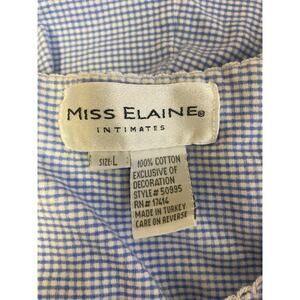 MISS ELAINE®
INTIMATES
SIZE: L
100% COTTON
EXCLUSIVE OF
DECORATION
STYLE# 50995
RN# 17414
MADE IN TURKEY
CARE ON REVERSE